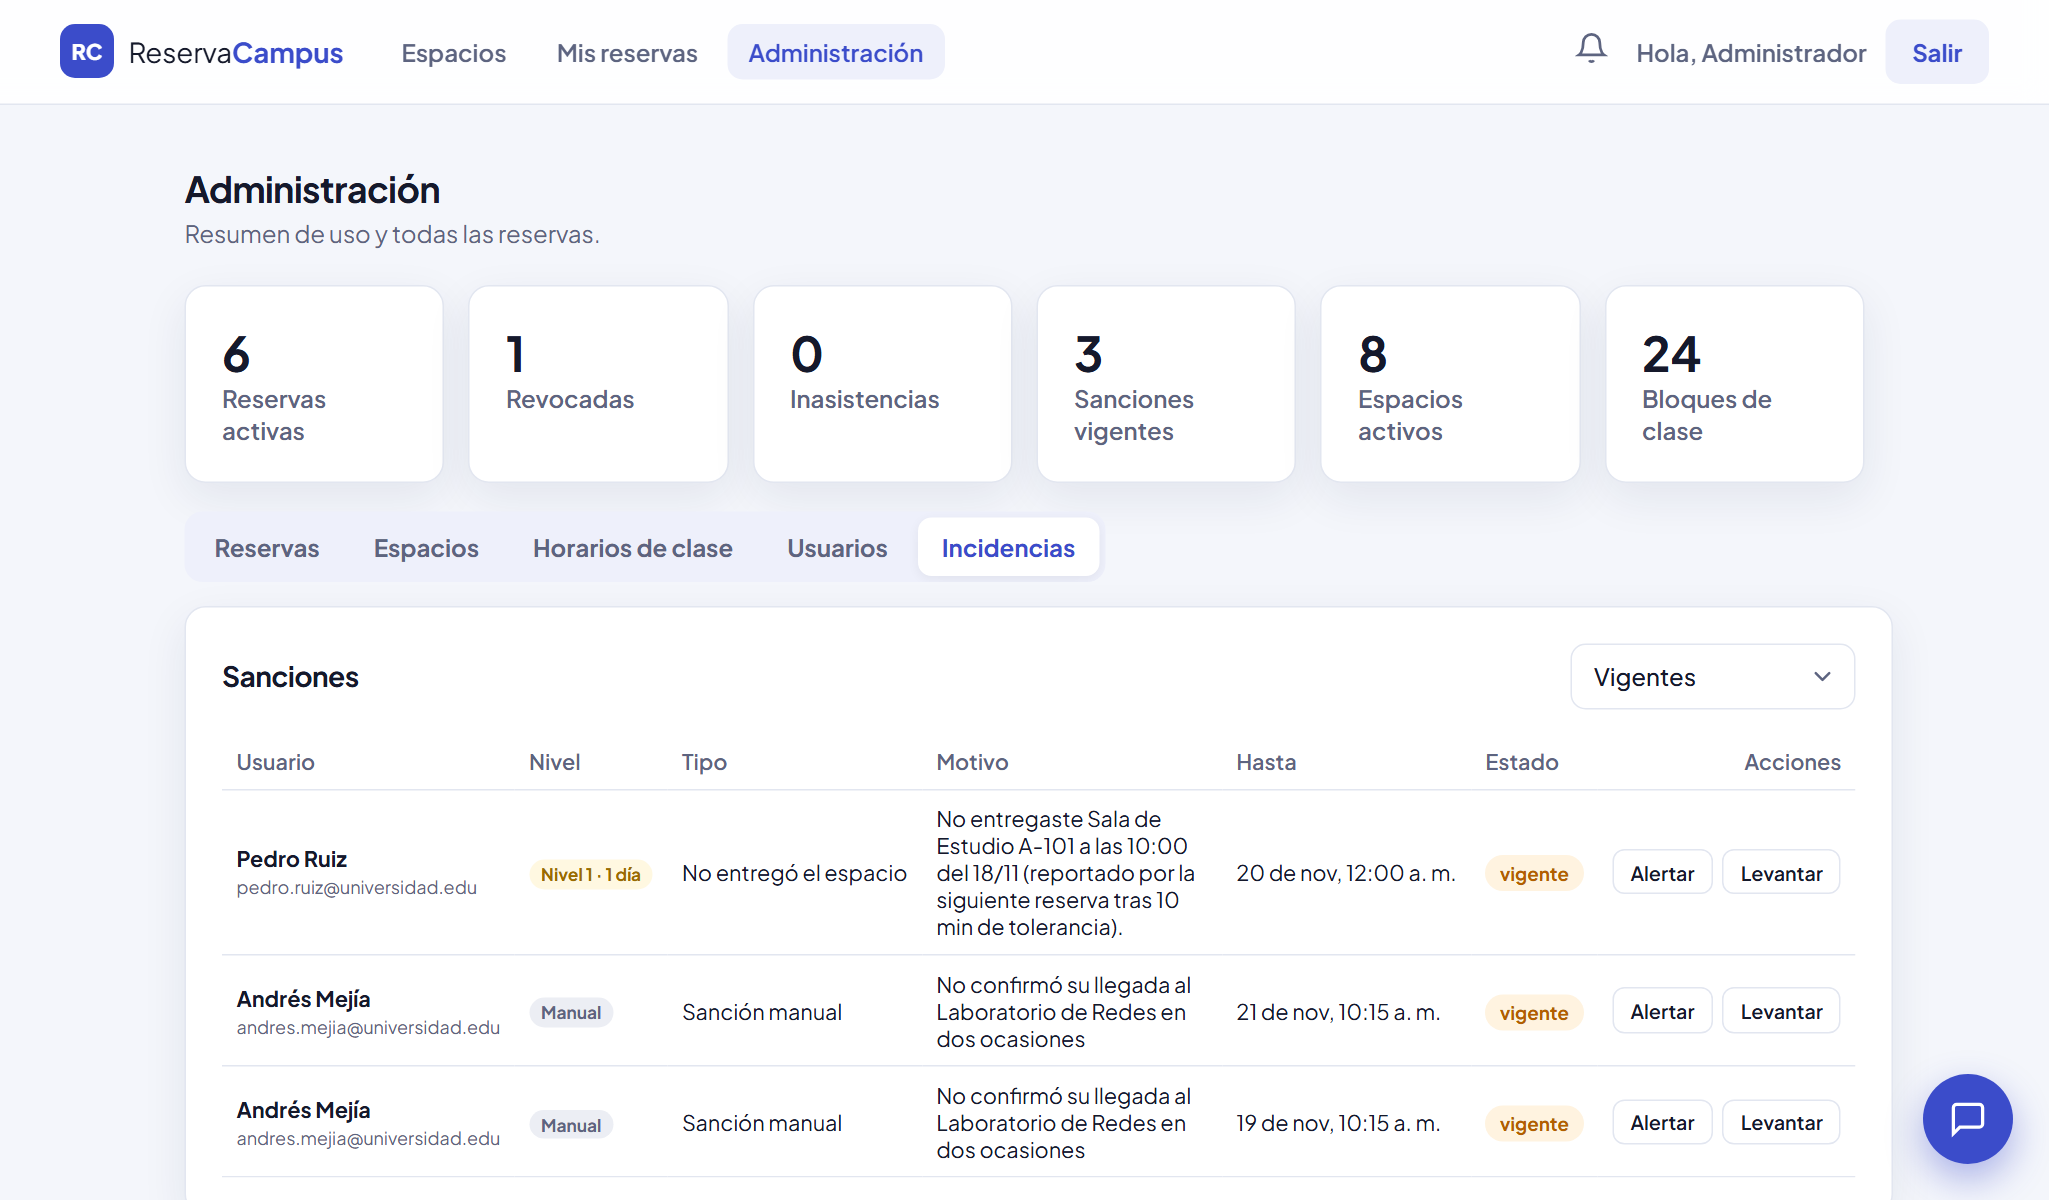 RC ReservaCampus Espacios Mis reservas Administración Hola, Administrador Salir
Administración
Resumen de uso y todas las reservas.
6
Reservas
activas
1
Revocadas
0
Inasistencias
3
Sanciones
vigentes
8
Espacios
activos
24
Bloques de
clase
Reservas Espacios Horarios de clase Usuarios Incidencias
Sanciones
Vigentes
Usuario Nivel Tipo Motivo Hasta Estado Acciones
Pedro Ruiz
pedro.ruiz@universidad.edu
Nivel 1 · 1 día
No entregó el espacio
No entregaste Sala de
Estudio A-101 a las 10:00
del 18/11 (reportado por la
siguiente reserva tras 10
min de tolerancia).
20 de nov, 12:00 a. m.
vigente
Alertar
Levantar
Andrés Mejía
andres.mejia@universidad.edu
Manual
Sanción manual
No confirmó su llegada al
Laboratorio de Redes en
dos ocasiones
21 de nov, 10:15 a. m.
vigente
Alertar
Levantar
Andrés Mejía
andres.mejia@universidad.edu
Manual
Sanción manual
No confirmó su llegada al
Laboratorio de Redes en
dos ocasiones
19 de nov, 10:15 a. m.
vigente
Alertar
Levantar